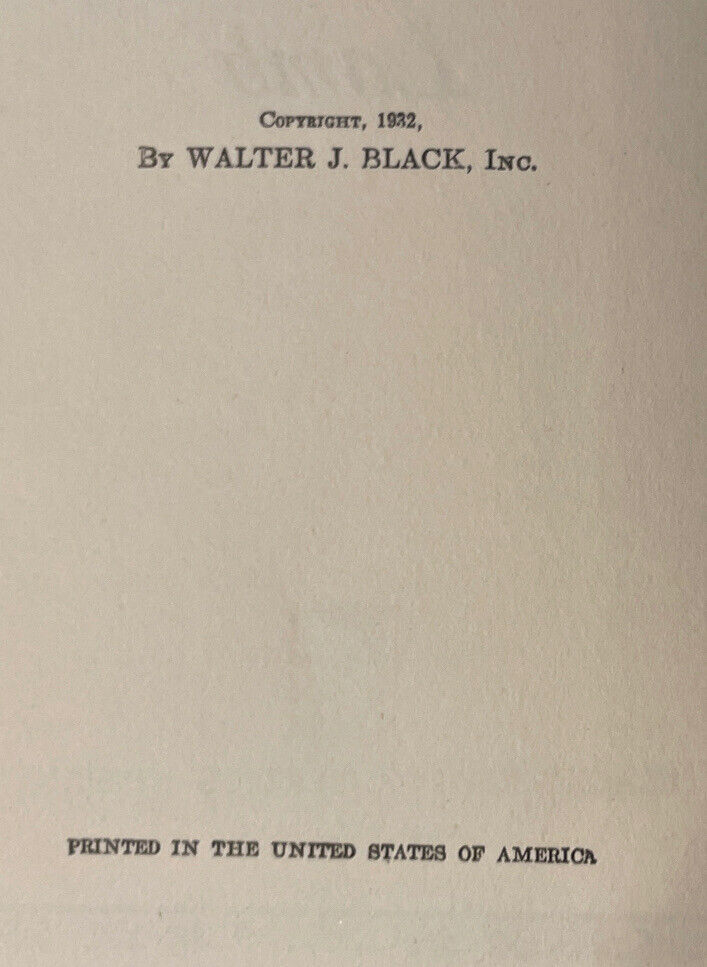 COPYRIGHT, 1932,
BY WALTER J. BLACK, INC.
PRINTED IN THE UNITED STATES OF AMERICA